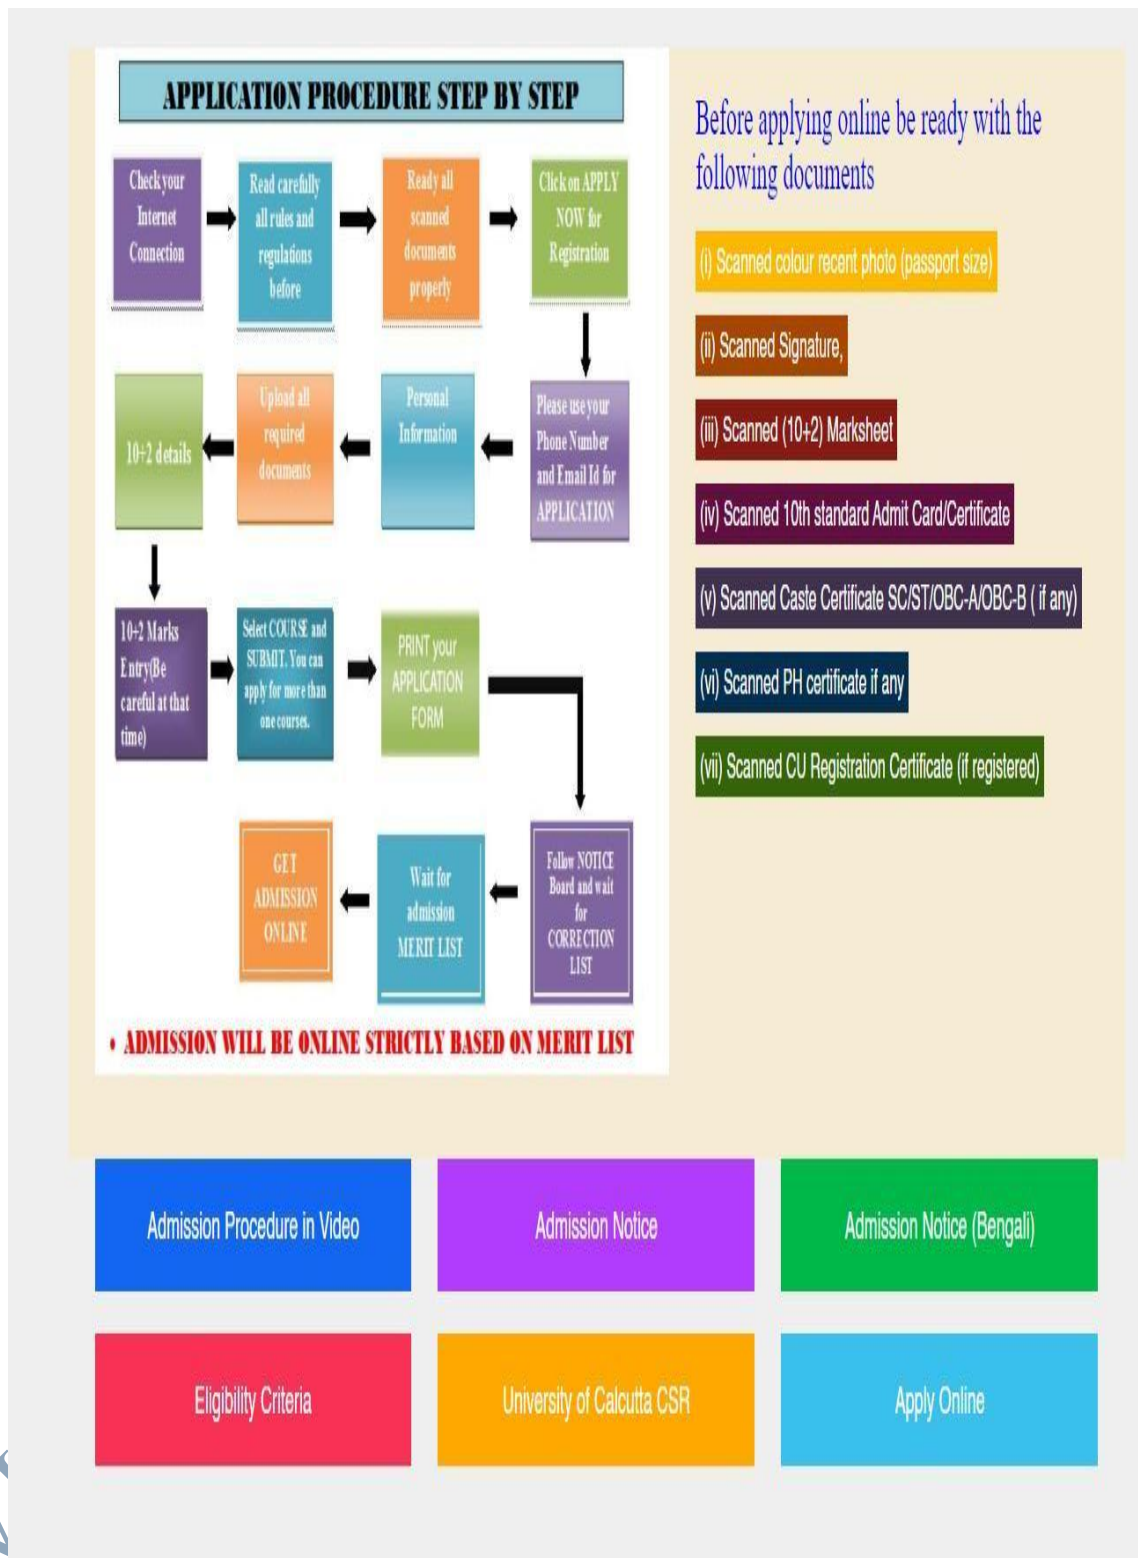 APPLICATION PROCEDURE STEP BY STEP
Check your
Internet
Connection
Read carefully
all rules and
regulations
before
Ready all
scanned
documents
properly
Click on APPLY
NOW for
Registration
Please use your
Phone Number
and Email Id for
APPLICATION
Personal
Information
Upload all
required
documents
10+2 details
10+2 Marks
Entry(Be
careful at that
time)
Select COURSE and
SUBMIT. You can
apply for more than
one courses.
PRINT your
APPLICATION
FORM
Follow NOTICE
Board and wait
for
CORRECTION
LIST
Wait for
admission
MERIT LIST
GET
ADMISSION
ONLINE
• ADMISSION WILL BE ONLINE STRICTLY BASED ON MERIT LIST
Before applying online be ready with the
following documents
(i) Scanned colour recent photo (passport size)
(ii) Scanned Signature,
(iii) Scanned (10+2) Marksheet
(iv) Scanned 10th standard Admit Card/Certificate
(v) Scanned Caste Certificate SC/ST/OBC-A/OBC-B ( if any)
(vi) Scanned PH certificate if any
(vii) Scanned CU Registration Certificate (if registered)
Admission Procedure in Video
Admission Notice
Admission Notice (Bengali)
Eligibility Criteria
University of Calcutta CSR
Apply Online